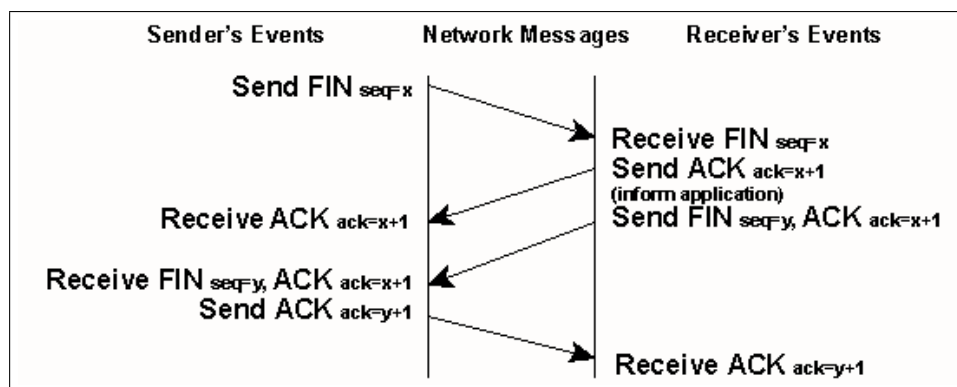 Sender's Events Network Messages Receiver's Events
Send FIN seq=x
Receive FIN seq=x
Send ACK ack=x+1
(inform application)
Receive ACK ack=x+1
Send FIN seq=y, ACK ack=x+1
Receive FIN seq=y, ACK ack=x+1
Send ACK ack=y+1
Receive ACK ack=y+1